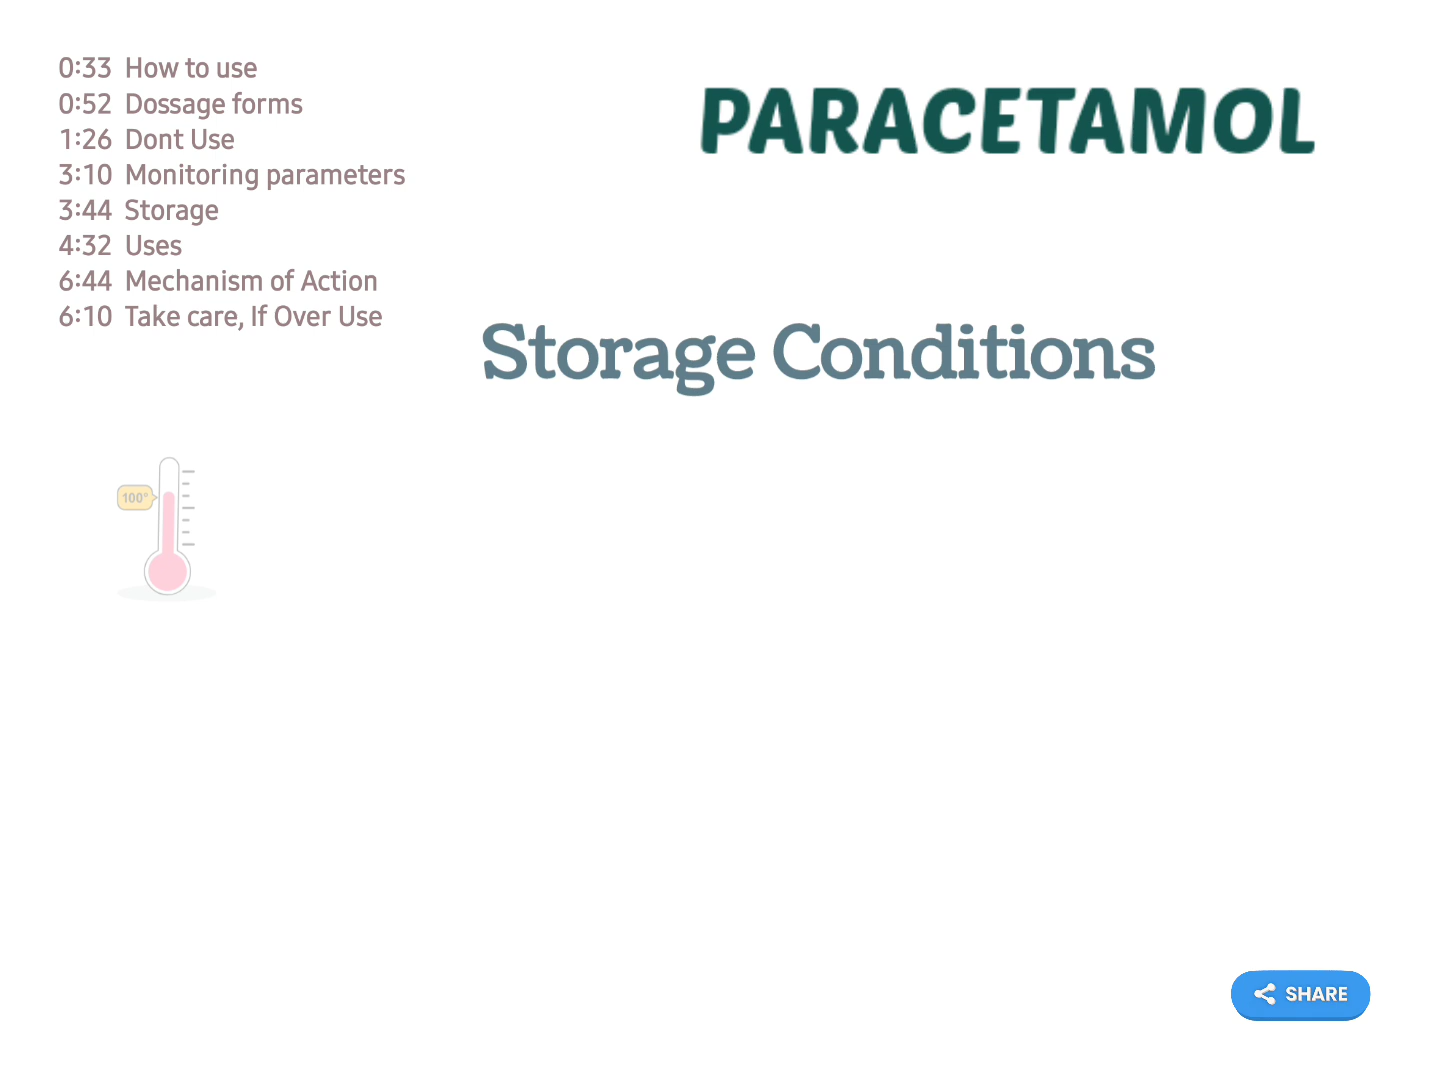 0:33 How to use
0:52 Dossage forms
1:26 Dont Use
3:10 Monitoring parameters
3:44 Storage
4:32 Uses
6:44 Mechanism of Action
6:10 Take care, If Over Use
PARACETAMOL
Storage Conditions
100°
SHARE